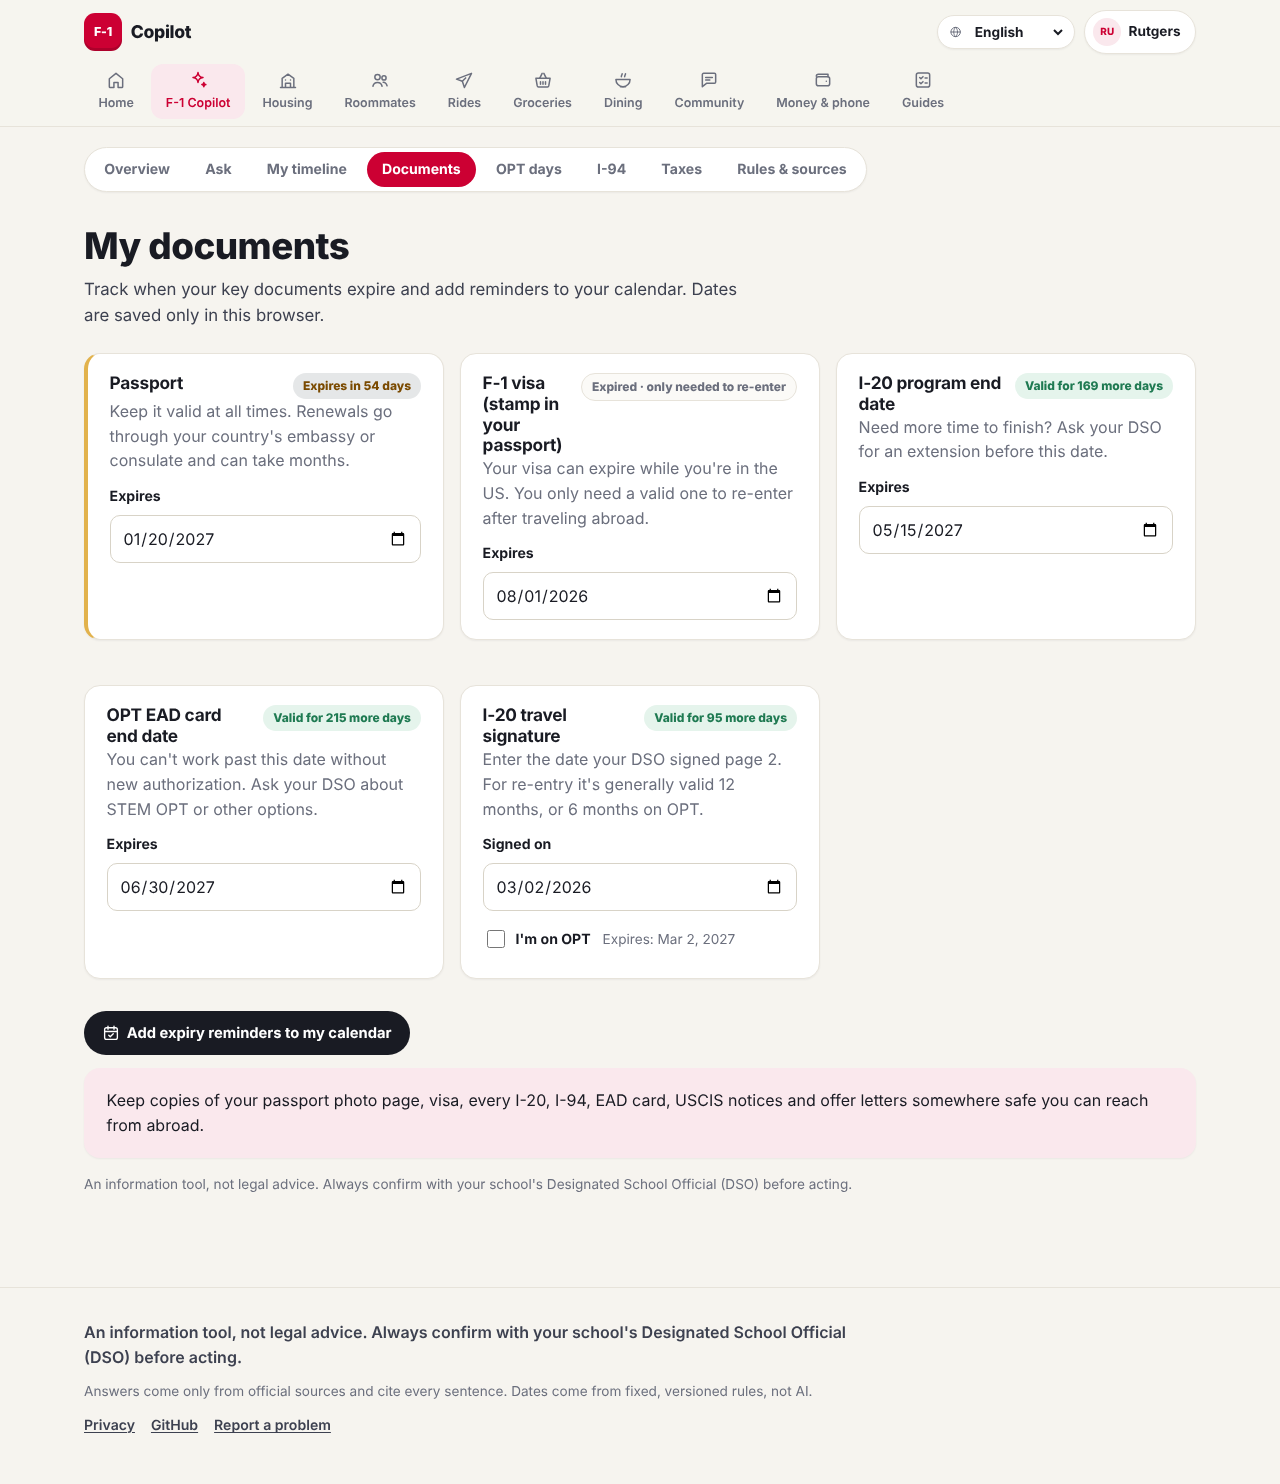 F-1 Copilot
English
RU Rutgers
Home
F-1 Copilot
Housing
Roommates
Rides
Groceries
Dining
Community
Money & phone
Guides
Overview
Ask
My timeline
Documents
OPT days
I-94
Taxes
Rules & sources
My documents
Track when your key documents expire and add reminders to your calendar. Dates
are saved only in this browser.
Passport
Expires in 54 days
Keep it valid at all times. Renewals go
through your country's embassy or
consulate and can take months.
Expires
01/20/2027
F-1 visa
(stamp in
your
passport)
Expired · only needed to re-enter
Your visa can expire while you're in the
US. You only need a valid one to re-enter
after traveling abroad.
Expires
08/01/2026
I-20 program end
date
Valid for 169 more days
Need more time to finish? Ask your DSO
for an extension before this date.
Expires
05/15/2027
OPT EAD card
end date
Valid for 215 more days
You can't work past this date without
new authorization. Ask your DSO about
STEM OPT or other options.
Expires
06/30/2027
I-20 travel
signature
Valid for 95 more days
Enter the date your DSO signed page 2.
For re-entry it's generally valid 12
months, or 6 months on OPT.
Signed on
03/02/2026
I'm on OPT Expires: Mar 2, 2027
Add expiry reminders to my calendar
Keep copies of your passport photo page, visa, every I-20, I-94, EAD card, USCIS notices and offer letters somewhere safe you can reach
from abroad.
An information tool, not legal advice. Always confirm with your school's Designated School Official (DSO) before acting.
An information tool, not legal advice. Always confirm with your school's Designated School Official
(DSO) before acting.
Answers come only from official sources and cite every sentence. Dates come from fixed, versioned rules, not AI.
Privacy GitHub Report a problem